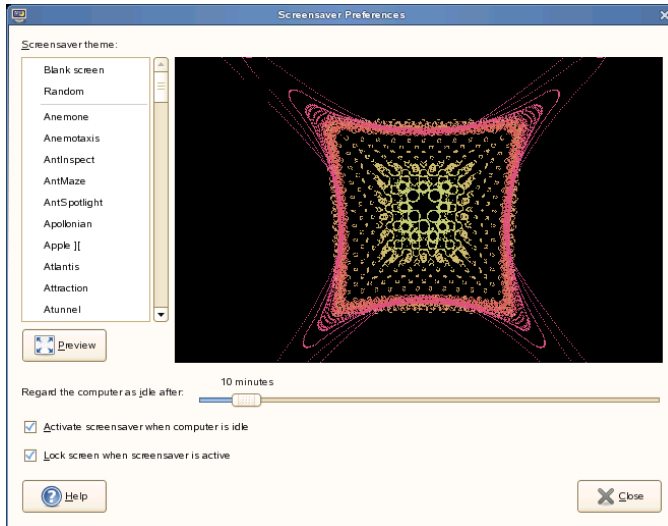 Screensaver Preferences
Screensaver theme:
Blank screen
Random
Anemone
Anemotaxis
AntInspect
AntMaze
AntSpotlight
Apollonian
Apple ][
Atlantis
Attraction
Atunnel
Preview
10 minutes
Regard the computer as idle after:
Activate screensaver when computer is idle
Lock screen when screensaver is active
Help
Close